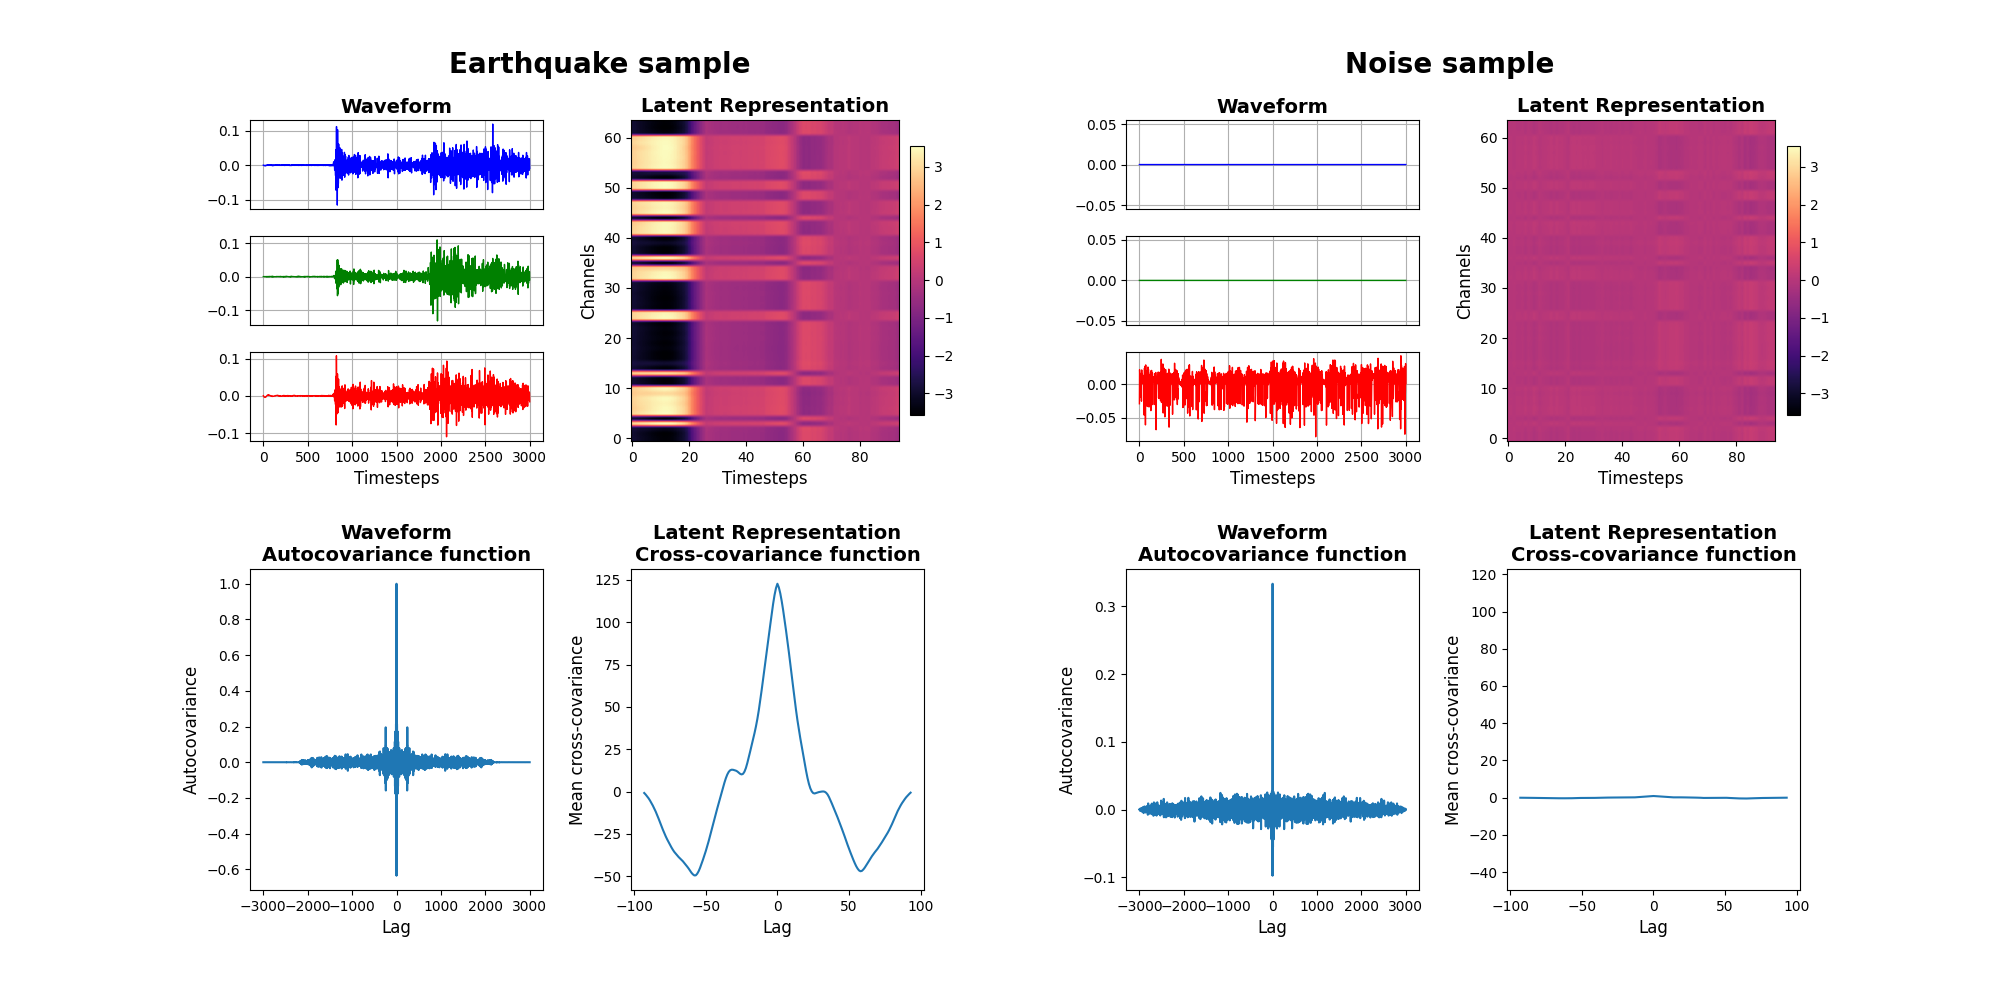 Earthquake sample
Noise sample
Waveform
Latent Representation
Waveform
Latent Representation
0.1
0.0
−0.1
0.1
0.0
−0.1
0.1
0.0
−0.1
0 500 1000 1500 2000 2500 3000
Timesteps
Channels
60
50
40
30
20
10
0
0 20 40 60 80
Timesteps
3
2
1
0
−1
−2
−3
0.05
0.00
−0.05
0.05
0.00
−0.05
0.00
−0.05
0 500 1000 1500 2000 2500 3000
Timesteps
Channels
60
50
40
30
20
10
0
0 20 40 60 80
Timesteps
3
2
1
0
−1
−2
−3
Waveform
Autocovariance function
Autocovariance
1.0
0.8
0.6
0.4
0.2
0.0
−0.2
−0.4
−0.6
−3000 −2000 −1000 0 1000 2000 3000
Lag
Latent Representation
Cross-covariance function
Mean cross-covariance
125
100
75
50
25
0
−25
−50
−100 −50 0 50 100
Lag
Waveform
Autocovariance function
Autocovariance
0.3
0.2
0.1
0.0
−0.1
−3000 −2000 −1000 0 1000 2000 3000
Lag
Latent Representation
Cross-covariance function
Mean cross-covariance
120
100
80
60
40
20
0
−20
−40
−100 −50 0 50 100
Lag